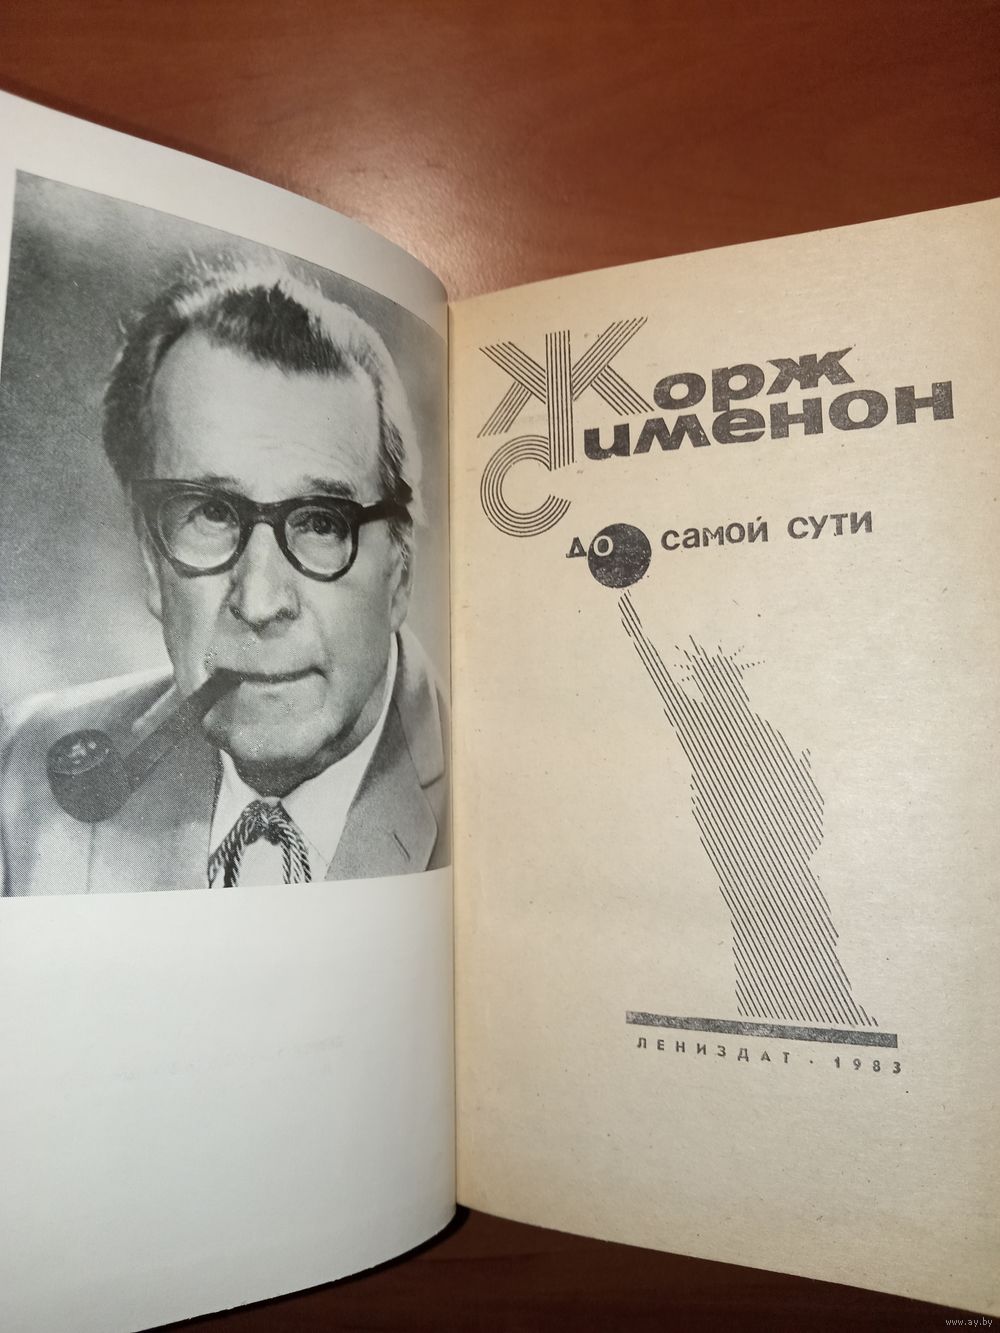 Жорж
Сименон
до самой сути
ЛЕНИЗДАТ · 1983
www.ay.by